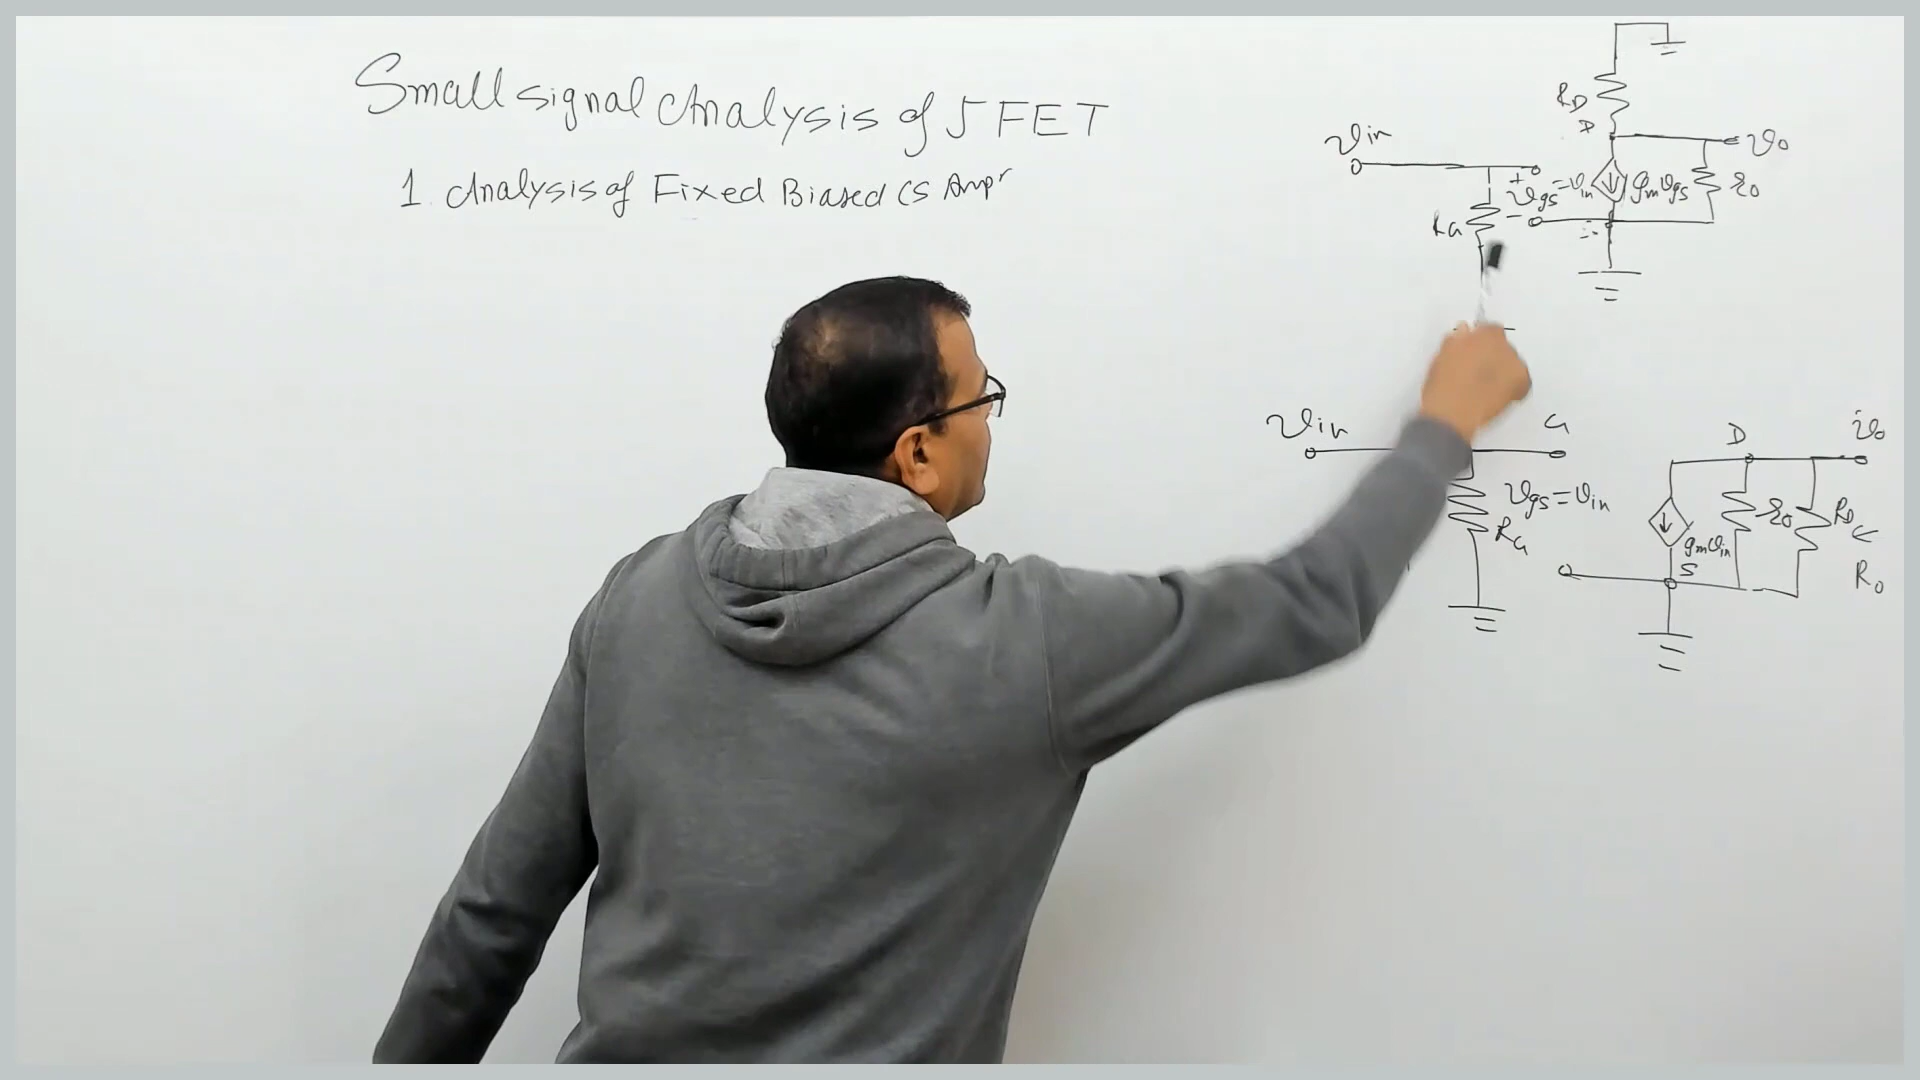 Small signal Analysis of JFET
1. Analysis of Fixed Biased CS Ampr
RD
D
vin
vo
+
vgs=vin
gmvgs
ro
RG
-
vin
G
D
vo
vgs=vin
RG
gmvin
ro
RD
S
Ro